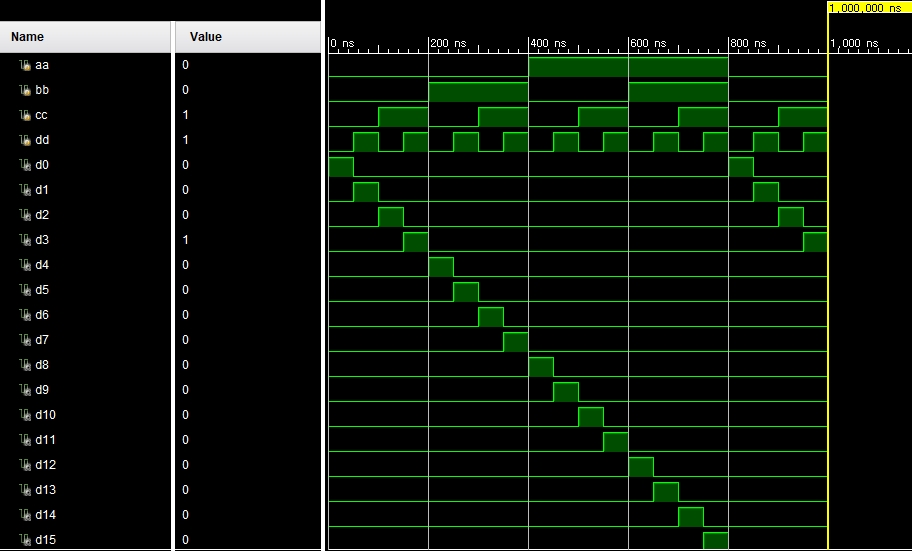 1,000,000 ns
Name Value
0 ns 200 ns 400 ns 600 ns 800 ns 1,000 ns
aa 0
bb 0
cc 1
dd 1
d0 0
d1 0
d2 0
d3 1
d4 0
d5 0
d6 0
d7 0
d8 0
d9 0
d10 0
d11 0
d12 0
d13 0
d14 0
d15 0